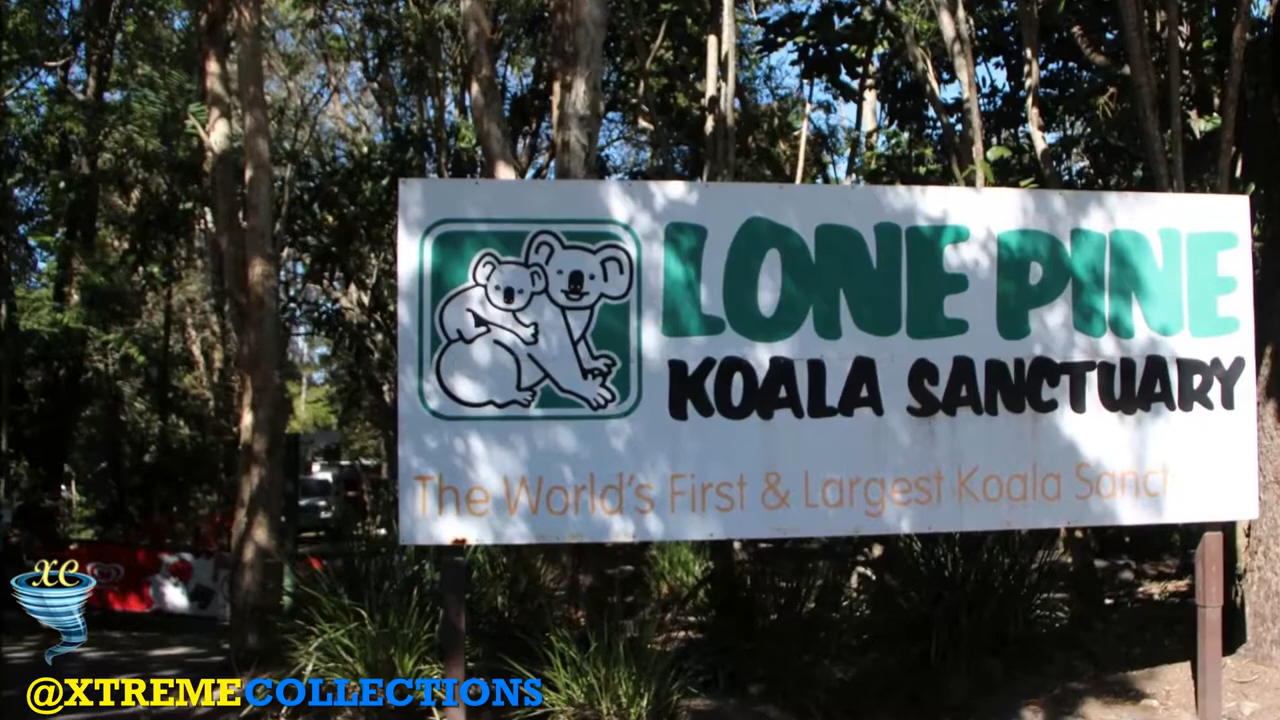 LONE PINE
KOALA SANCTUARY
The World's First & Largest Koala Sanct
XC
@XTREMECOLLECTIONS